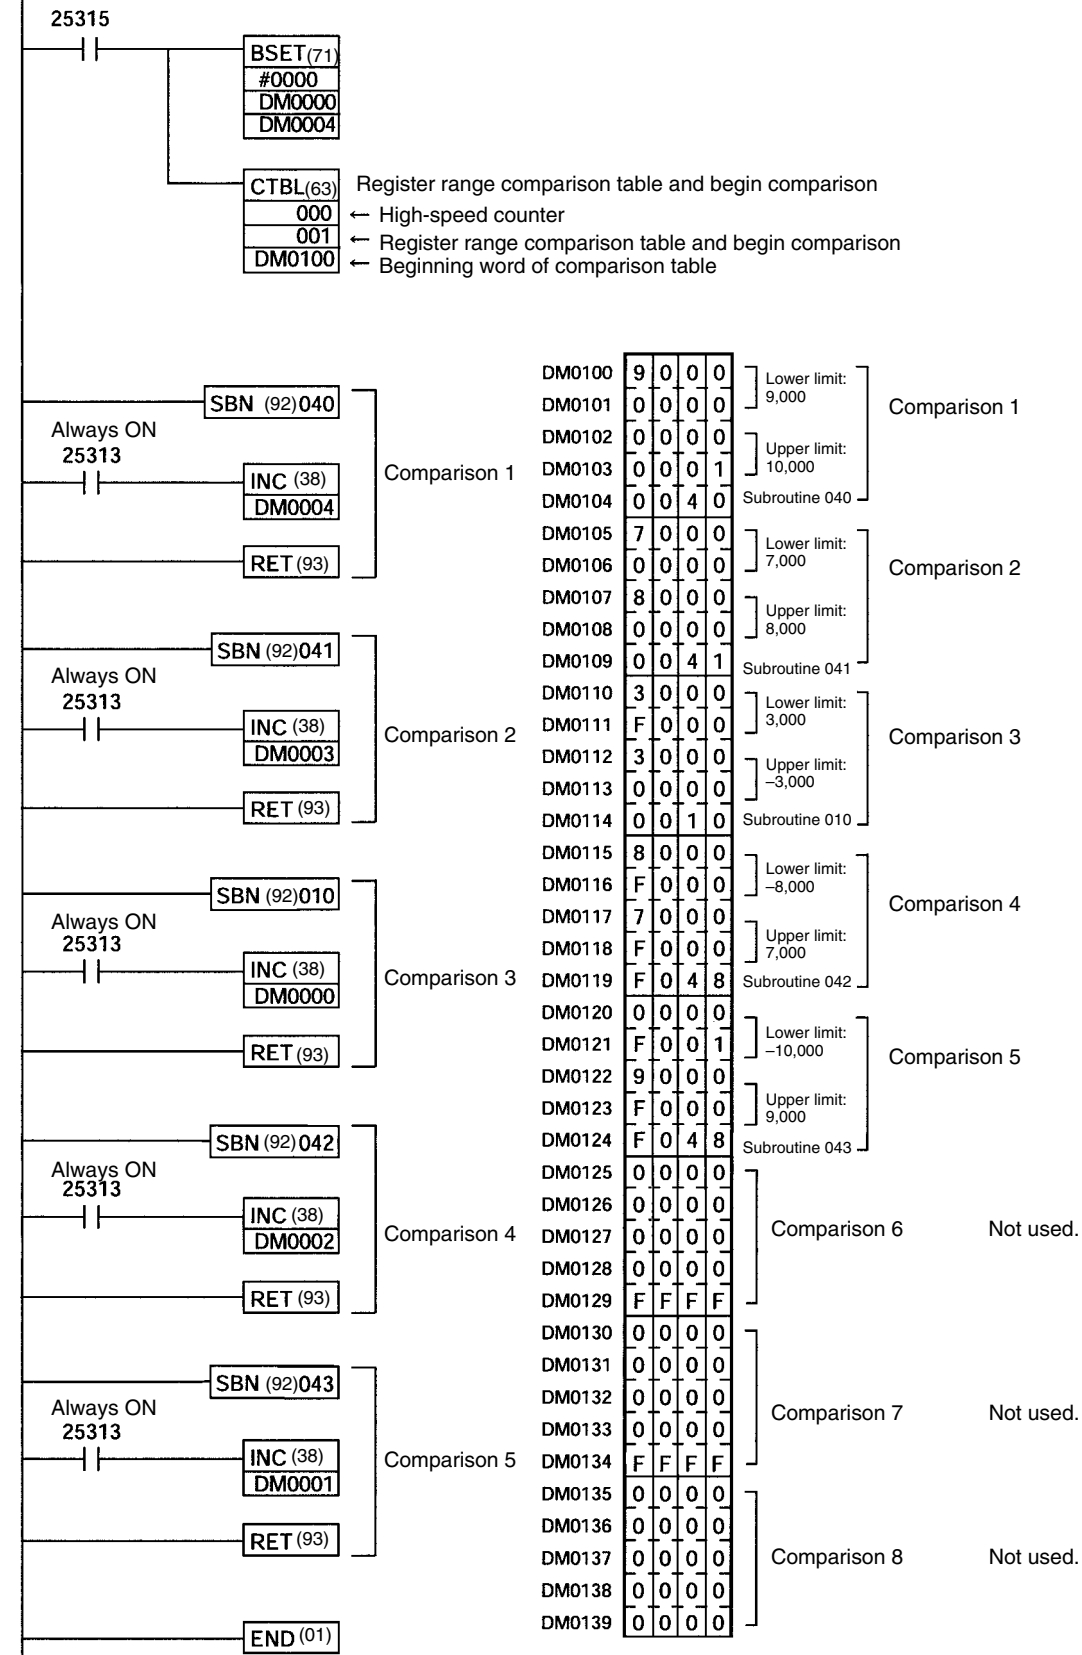 25315
BSET(71)
#0000
DM0000
DM0004
CTBL(63) Register range comparison table and begin comparison
000 ← High-speed counter
001 ← Register range comparison table and begin comparison
DM0100 ← Beginning word of comparison table
SBN (92)040
Always ON
25313
INC (38)
DM0004
RET (93)
Comparison 1
SBN (92)041
Always ON
25313
INC (38)
DM0003
RET (93)
Comparison 2
SBN (92)010
Always ON
25313
INC (38)
DM0000
RET (93)
Comparison 3
SBN (92)042
Always ON
25313
INC (38)
DM0002
RET (93)
Comparison 4
SBN (92)043
Always ON
25313
INC (38)
DM0001
RET (93)
Comparison 5
END (01)
DM0100 9 0 0 0
DM0101 0 0 0 0
Lower limit:
9,000
DM0102 0 0 0 0
DM0103 0 0 0 1
Upper limit:
10,000
DM0104 0 0 4 0 Subroutine 040
Comparison 1
DM0105 7 0 0 0
DM0106 0 0 0 0
Lower limit:
7,000
DM0107 8 0 0 0
DM0108 0 0 0 0
Upper limit:
8,000
DM0109 0 0 4 1 Subroutine 041
Comparison 2
DM0110 3 0 0 0
DM0111 F 0 0 0
Lower limit:
3,000
DM0112 3 0 0 0
DM0113 0 0 0 0
Upper limit:
–3,000
DM0114 0 0 1 0 Subroutine 010
Comparison 3
DM0115 8 0 0 0
DM0116 F 0 0 0
Lower limit:
–8,000
DM0117 7 0 0 0
DM0118 F 0 0 0
Upper limit:
7,000
DM0119 F 0 4 8 Subroutine 042
Comparison 4
DM0120 0 0 0 0
DM0121 F 0 0 1
Lower limit:
–10,000
DM0122 9 0 0 0
DM0123 F 0 0 0
Upper limit:
9,000
DM0124 F 0 4 8 Subroutine 043
Comparison 5
DM0125 0 0 0 0
DM0126 0 0 0 0
DM0127 0 0 0 0
DM0128 0 0 0 0
DM0129 F F F F
Comparison 6 Not used.
DM0130 0 0 0 0
DM0131 0 0 0 0
DM0132 0 0 0 0
DM0133 0 0 0 0
DM0134 F F F F
Comparison 7 Not used.
DM0135 0 0 0 0
DM0136 0 0 0 0
DM0137 0 0 0 0
DM0138 0 0 0 0
DM0139 0 0 0 0
Comparison 8 Not used.